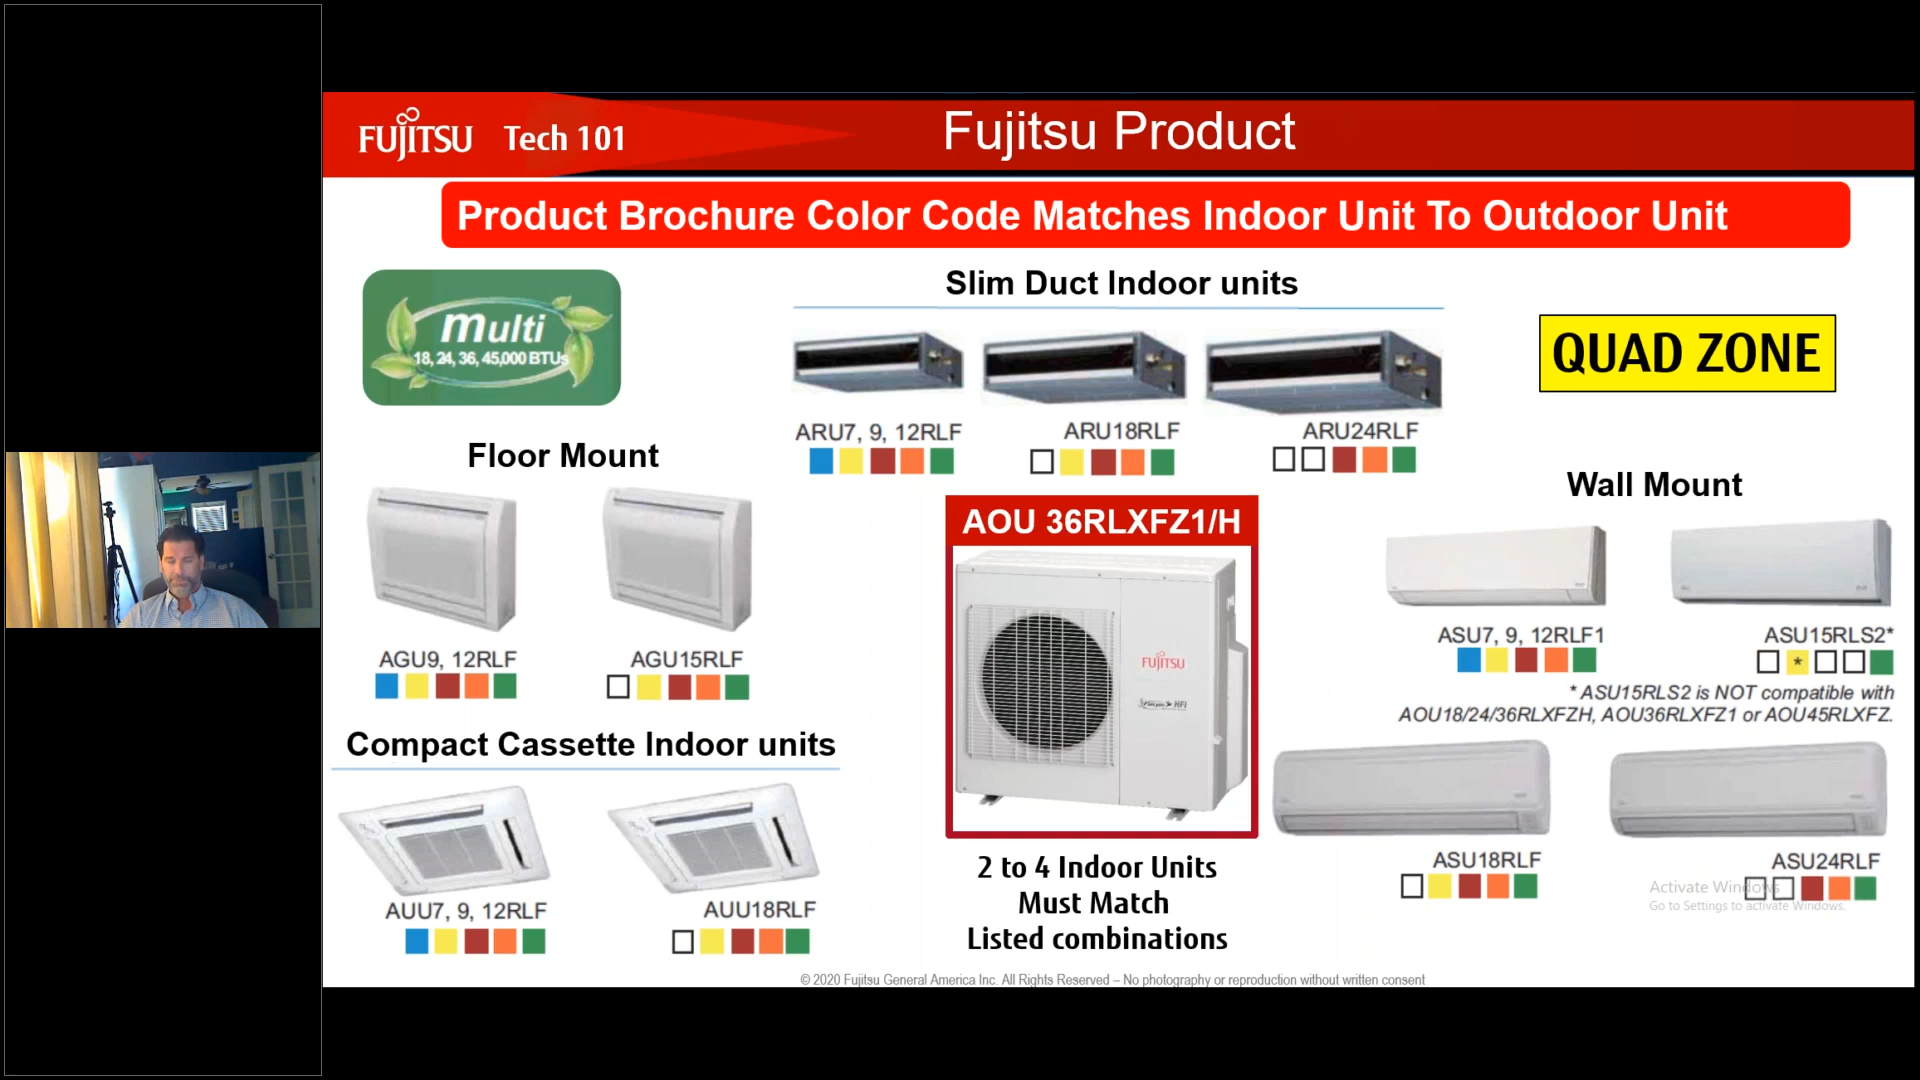 FUJITSU Tech 101
Fujitsu Product
Product Brochure Color Code Matches Indoor Unit To Outdoor Unit
multi
18, 24, 36, 45,000 BTUs
Slim Duct Indoor units
QUAD ZONE
ARU7, 9, 12RLF
ARU18RLF
ARU24RLF
Floor Mount
AGU9, 12RLF
AGU15RLF
Wall Mount
ASU7, 9, 12RLF1
ASU15RLS2*
*
* ASU15RLS2 is NOT compatible with
AOU18/24/36RLXFZH, AOU36RLXFZ1 or AOU45RLXFZ.
AOU 36RLXFZ1/H
FUJITSU
Compact Cassette Indoor units
AUU7, 9, 12RLF
AUU18RLF
2 to 4 Indoor Units
Must Match
Listed combinations
ASU18RLF
ASU24RLF
Activate Windows
Go to Settings to activate Windows.
© 2020 Fujitsu General America Inc. All Rights Reserved – No photography or reproduction without written consent